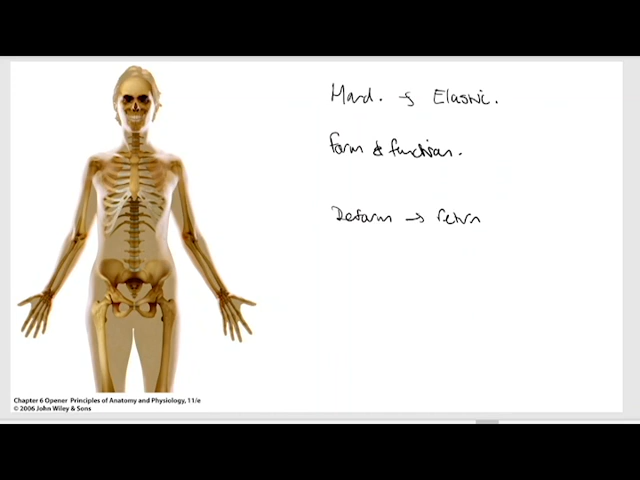 Hard. → Elastic.
Form & function.
Deform → return
Chapter 6 Opener Principles of Anatomy and Physiology, 11/e
© 2006 John Wiley & Sons